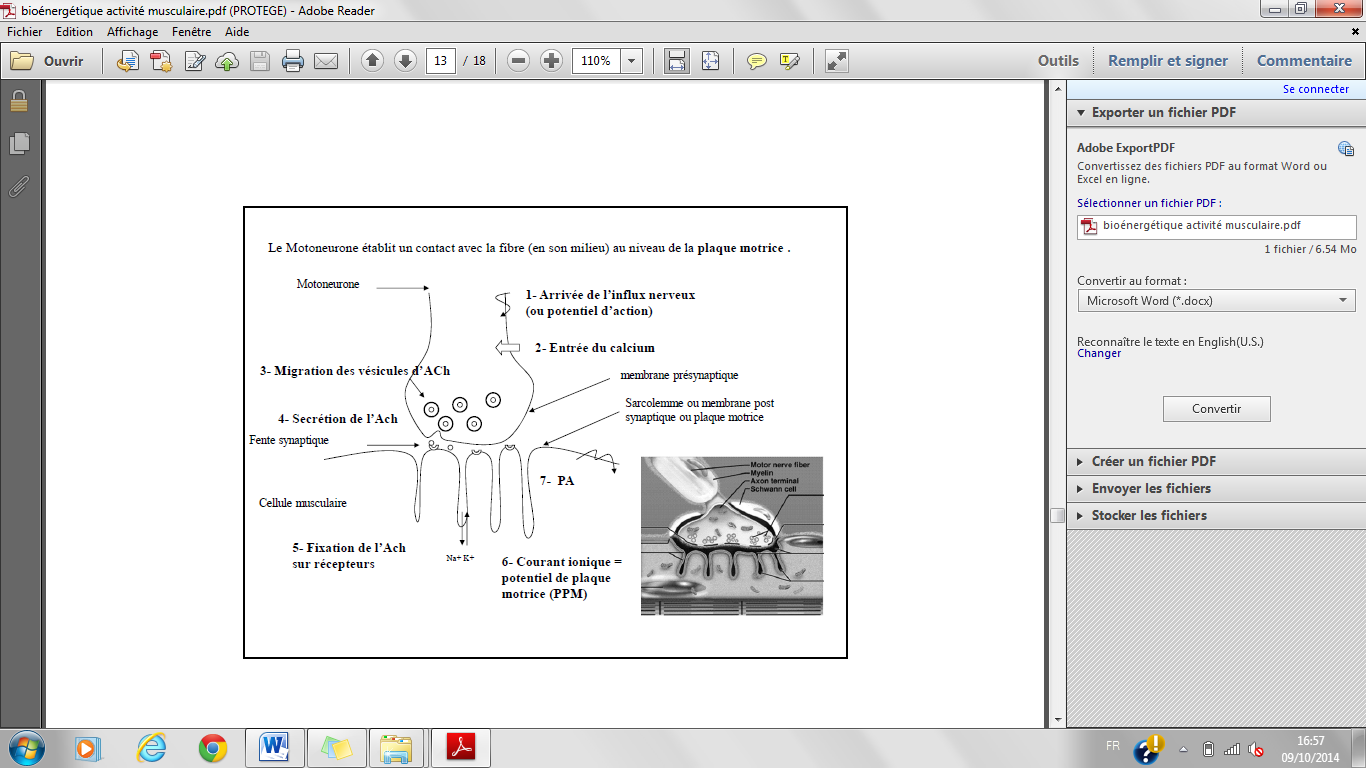 bioénergétique activité musculaire.pdf (PROTEGE) - Adobe Reader
Fichier Edition Affichage Fenêtre Aide
Ouvrir
13 / 18
110%
Outils
Remplir et signer
Commentaire
Le Motoneurone établit un contact avec la fibre (en son milieu) au niveau de la plaque motrice .
Motoneurone
1- Arrivée de l'influx nerveux
(ou potentiel d'action)
2- Entrée du calcium
3- Migration des vésicules d'ACh
membrane présynaptique
Sarcolemme ou membrane post
synaptique ou plaque motrice
4- Secrétion de l'Ach
Fente synaptique
7- PA
Cellule musculaire
5- Fixation de l'Ach
sur récepteurs
Na+ K+
6- Courant ionique =
potentiel de plaque
motrice (PPM)
Motor nerve fiber
Myelin
Axon terminal
Schwann cell
Se connecter
Exporter un fichier PDF
Adobe ExportPDF
Convertissez des fichiers PDF au format Word ou
Excel en ligne.
Sélectionner un fichier PDF :
bioénergétique activité musculaire.pdf
1 fichier / 6.54 Mo
Convertir au format :
Microsoft Word (*.docx)
Reconnaître le texte en English(U.S.)
Changer
Convertir
Créer un fichier PDF
Envoyer les fichiers
Stocker les fichiers
FR
16:57
09/10/2014